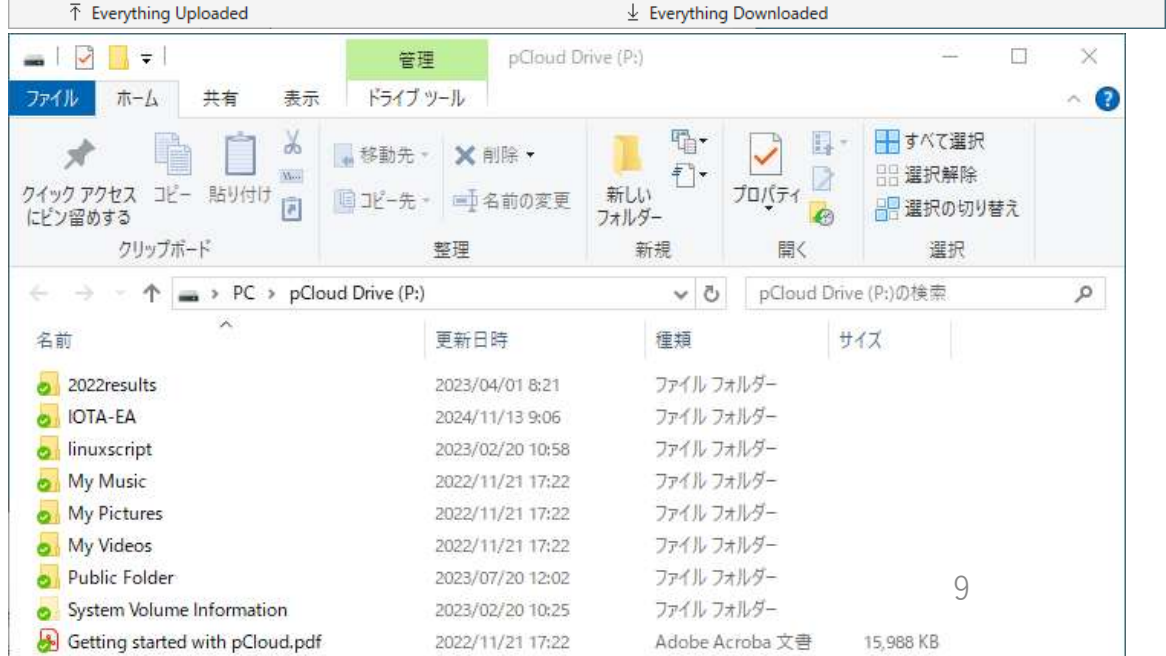 Everything Uploaded Everything Downloaded
管理 pCloud Drive (P:)
ファイル ホーム 共有 表示 ドライブ ツール
クイック アクセス
にピン留めする
コピー
貼り付け
クリップボード
移動先
コピー先
削除
名前の変更
整理
新しい
フォルダー
新規
プロパティ
開く
すべて選択
選択解除
選択の切り替え
選択
PC > pCloud Drive (P:)
pCloud Drive (P:)の検索
名前 更新日時 種類 サイズ
2022results 2023/04/01 8:21 ファイル フォルダー
IOTA-EA 2024/11/13 9:06 ファイル フォルダー
linuxscript 2023/02/20 10:58 ファイル フォルダー
My Music 2022/11/21 17:22 ファイル フォルダー
My Pictures 2022/11/21 17:22 ファイル フォルダー
My Videos 2022/11/21 17:22 ファイル フォルダー
Public Folder 2023/07/20 12:02 ファイル フォルダー
9
System Volume Information 2023/02/20 10:25 ファイル フォルダー
Getting started with pCloud.pdf 2022/11/21 17:22 Adobe Acroba 文書 15,988 KB